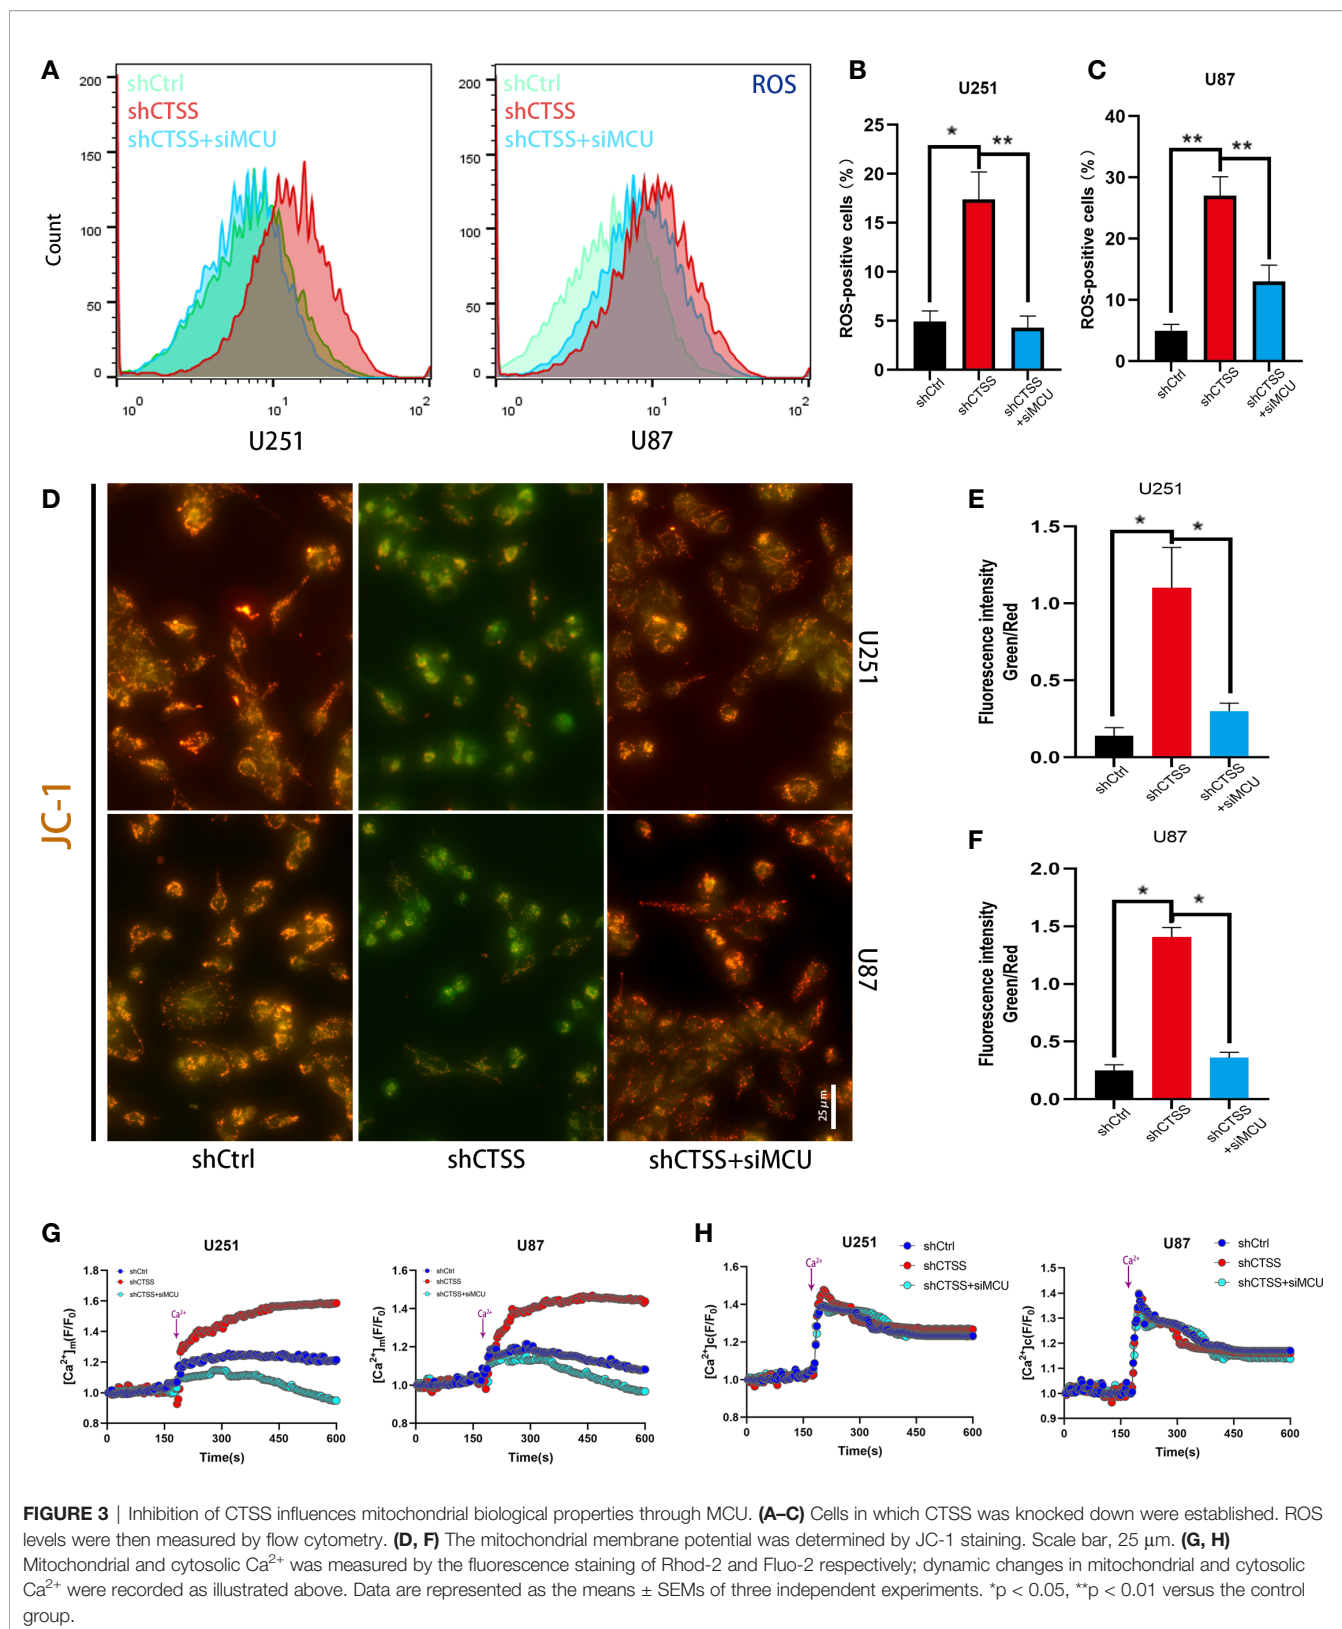 A
200
150
100
50
0
Count
shCtrl
shCTSS
shCTSS+siMCU
10⁰
10¹
10²
U251
200
150
100
50
0
shCtrl
shCTSS
shCTSS+siMCU
ROS
10⁰
10¹
10²
U87
B
U251
ROS-positive cells (%)
25
20
15
10
5
0
*
**
shCtrl
shCTSS
shCTSS
+siMCU
C
U87
ROS-positive cells (%)
40
30
20
10
0
**
**
shCtrl
shCTSS
shCTSS
+siMCU
D
JC-1
U251
U87
25 μm
shCtrl
shCTSS
shCTSS+siMCU
E
U251
Fluorescence intensity
Green/Red
1.5
1.0
0.5
0.0
*
*
shCtrl
shCTSS
shCTSS
+siMCU
F
U87
Fluorescence intensity
Green/Red
2.0
1.5
1.0
0.5
0.0
*
*
shCtrl
shCTSS
shCTSS
+siMCU
G
U251
[Ca²⁺]m(F/F₀)
1.8
1.6
1.4
1.2
1.0
0.8
shCtrl
shCTSS
shCTSS+siMCU
Ca²⁺
0
150
300
450
600
Time(s)
U87
[Ca²⁺]m(F/F₀)
1.6
1.4
1.2
1.0
0.8
shCtrl
shCTSS
shCTSS+siMCU
Ca²⁺
0
150
300
450
600
Time(s)
H
U251
[Ca²⁺]c(F/F₀)
1.6
1.4
1.2
1.0
0.8
Ca²⁺
shCtrl
shCTSS
shCTSS+siMCU
0
150
300
450
600
Time(s)
U87
[Ca²⁺]c(F/F₀)
1.5
1.4
1.3
1.2
1.1
1.0
0.9
Ca²⁺
shCtrl
shCTSS
shCTSS+siMCU
0
150
300
450
600
Time(s)
FIGURE 3 | Inhibition of CTSS influences mitochondrial biological properties through MCU. (A–C) Cells in which CTSS was knocked down were established. ROS
levels were then measured by flow cytometry. (D, F) The mitochondrial membrane potential was determined by JC-1 staining. Scale bar, 25 μm. (G, H)
Mitochondrial and cytosolic Ca²⁺ was measured by the fluorescence staining of Rhod-2 and Fluo-2 respectively; dynamic changes in mitochondrial and cytosolic
Ca²⁺ were recorded as illustrated above. Data are represented as the means ± SEMs of three independent experiments. *p < 0.05, **p < 0.01 versus the control
group.